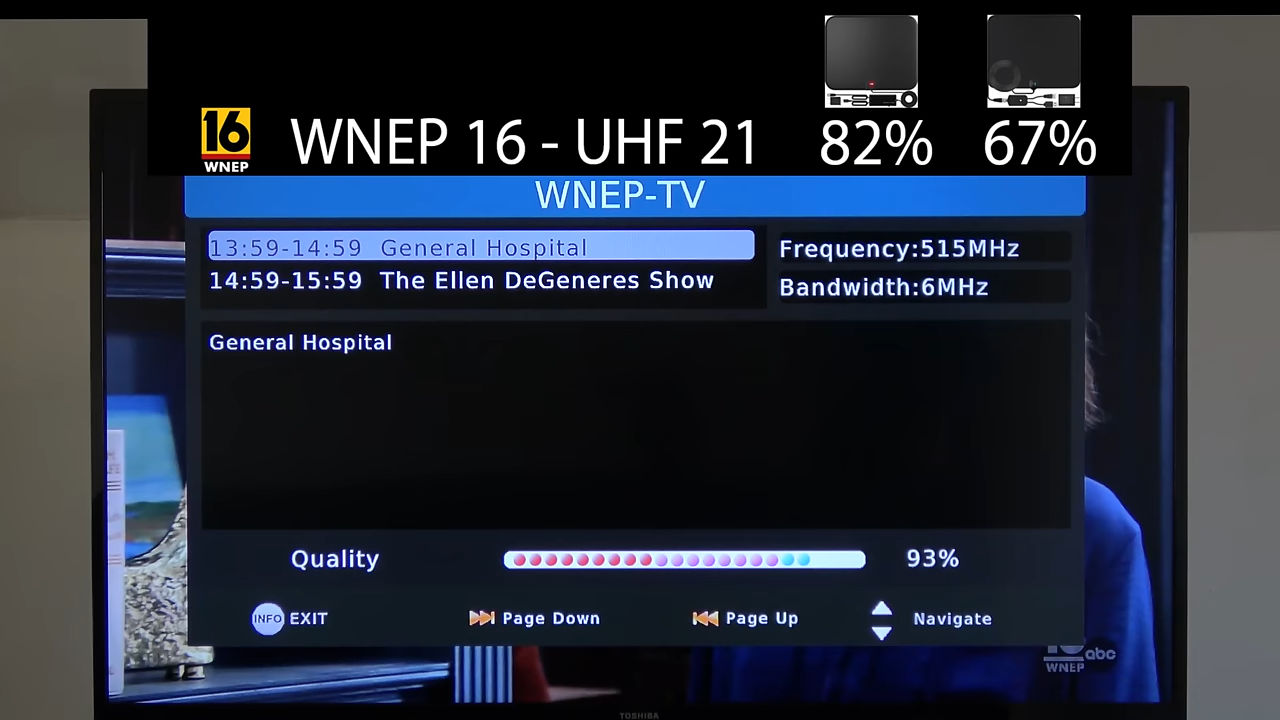 16
WNEP
WNEP 16 - UHF 21
82%
67%
WNEP-TV
13:59-14:59 General Hospital
14:59-15:59 The Ellen DeGeneres Show
Frequency:515MHz
Bandwidth:6MHz
General Hospital
Quality
93%
INFO EXIT
Page Down
Page Up
Navigate
abc
WNEP
TOSHIBA